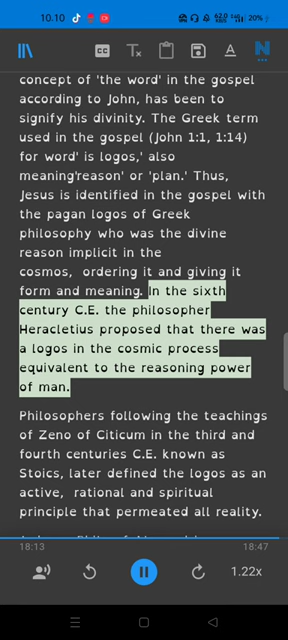 10.10
20%
CC
concept of 'the word' in the gospel
according to John, has been to
signify his divinity. The Greek term
used in the gospel (John 1:1, 1:14)
for word' is logos,' also
meaning'reason' or 'plan.' Thus,
Jesus is identified in the gospel with
the pagan logos of Greek
philosophy who was the divine
reason implicit in the
cosmos, ordering it and giving it
form and meaning. In the sixth
century C.E. the philosopher
Heracletius proposed that there was
a logos in the cosmic process
equivalent to the reasoning power
of man.
Philosophers following the teachings
of Zeno of Citicum in the third and
fourth centuries C.E. known as
Stoics, later defined the logos as an
active, rational and spiritual
principle that permeated all reality.
18:13
18:47
1.22x